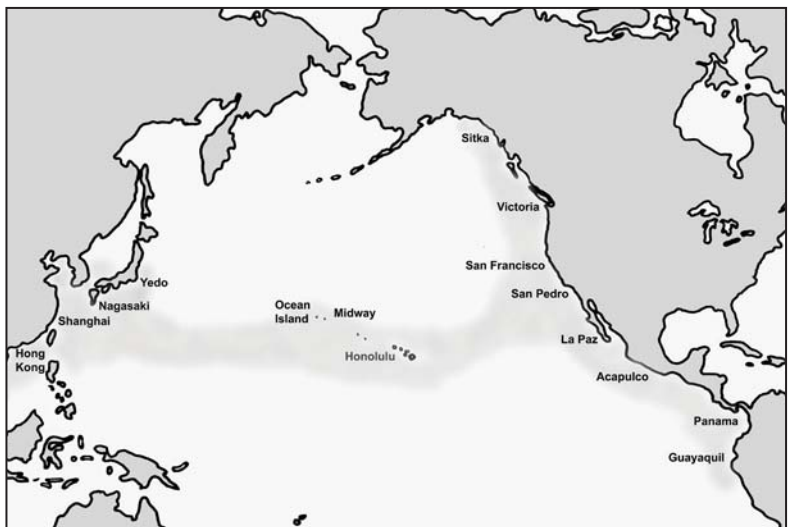 Sitka
Victoria
San Francisco
San Pedro
La Paz
Acapulco
Panama
Guayaquil
Yedo
Nagasaki
Shanghai
Hong
Kong
Ocean
Island
Midway
Honolulu